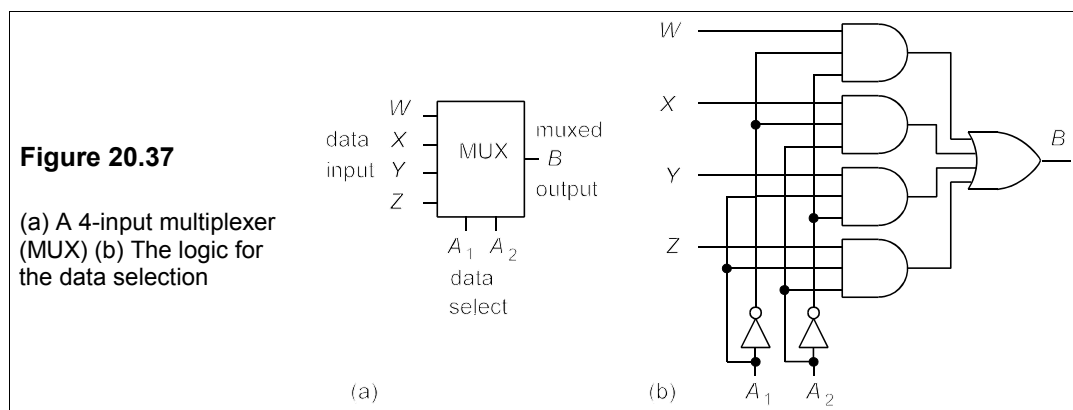 Figure 20.37
(a) A 4-input multiplexer
(MUX) (b) The logic for
the data selection
data
input
W
X
Y
Z
MUX
muxed
B
output
A1 A2
data
select
(a)
W
X
Y
Z
B
(b)
A1 A2